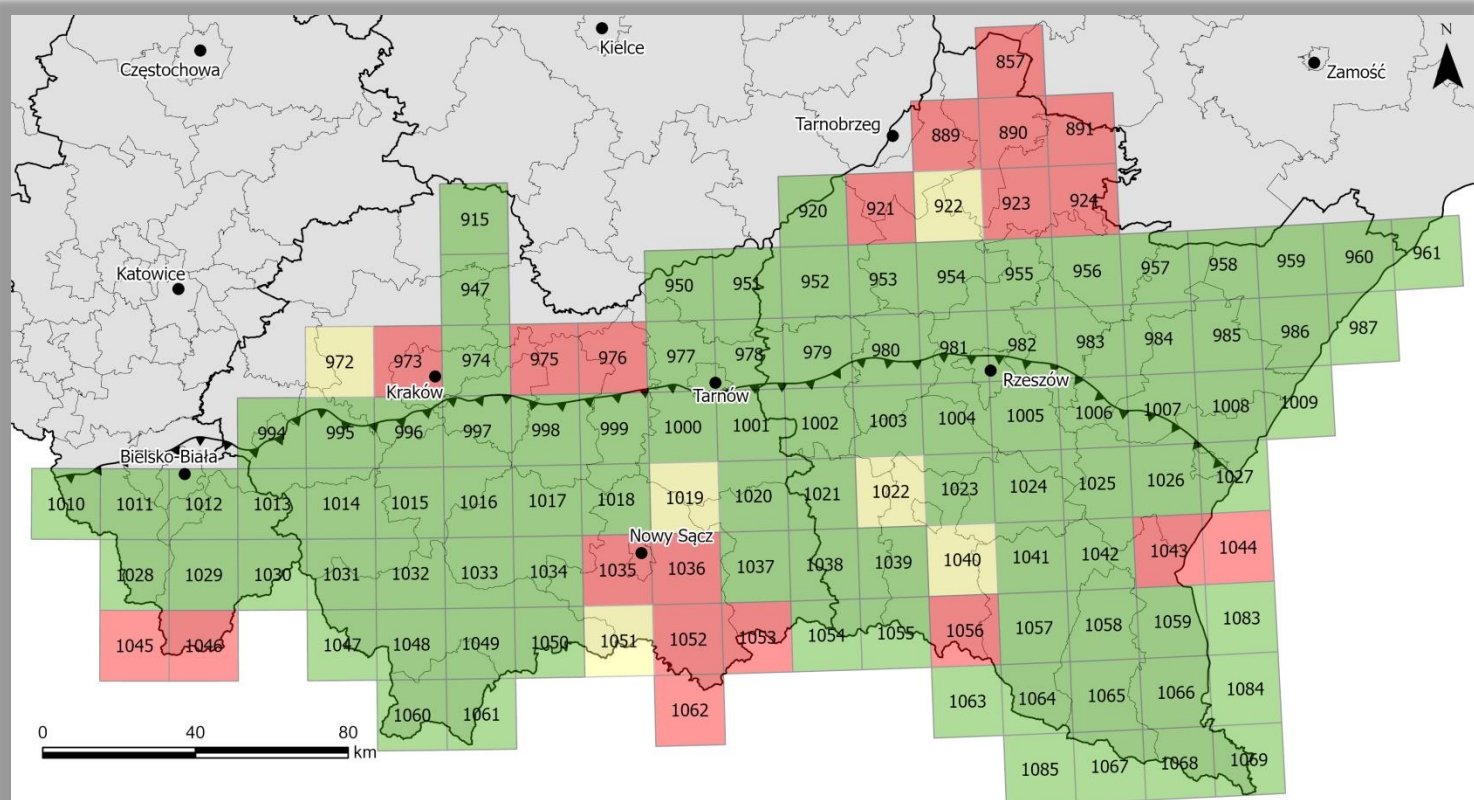 Kielce
N
Częstochowa
857
Zamość
Tarnobrzeg
889 890 891
915
920 921 922 923 924
Katowice
947
950 951 952 953 954 955 956 957 958 959 960 961
972 973 974 975 976 977 978 979 980 981 982 983 984 985 986 987
Kraków
Tarnów
Rzeszów
994 995 996 997 998 999 1000 1001 1002 1003 1004 1005 1006 1007 1008 1009
Bielsko-Biała
1010 1011 1012 1013 1014 1015 1016 1017 1018 1019 1020 1021 1022 1023 1024 1025 1026 1027
Nowy Sącz
1028 1029 1030 1031 1032 1033 1034 1035 1036 1037 1038 1039 1040 1041 1042 1043 1044
1045 1046 1047 1048 1049 1050 1051 1052 1053 1054 1055 1056 1057 1058 1059 1083
1060 1061 1062 1063 1064 1065 1066 1084
0 40 80
km
1085 1067 1068 1069